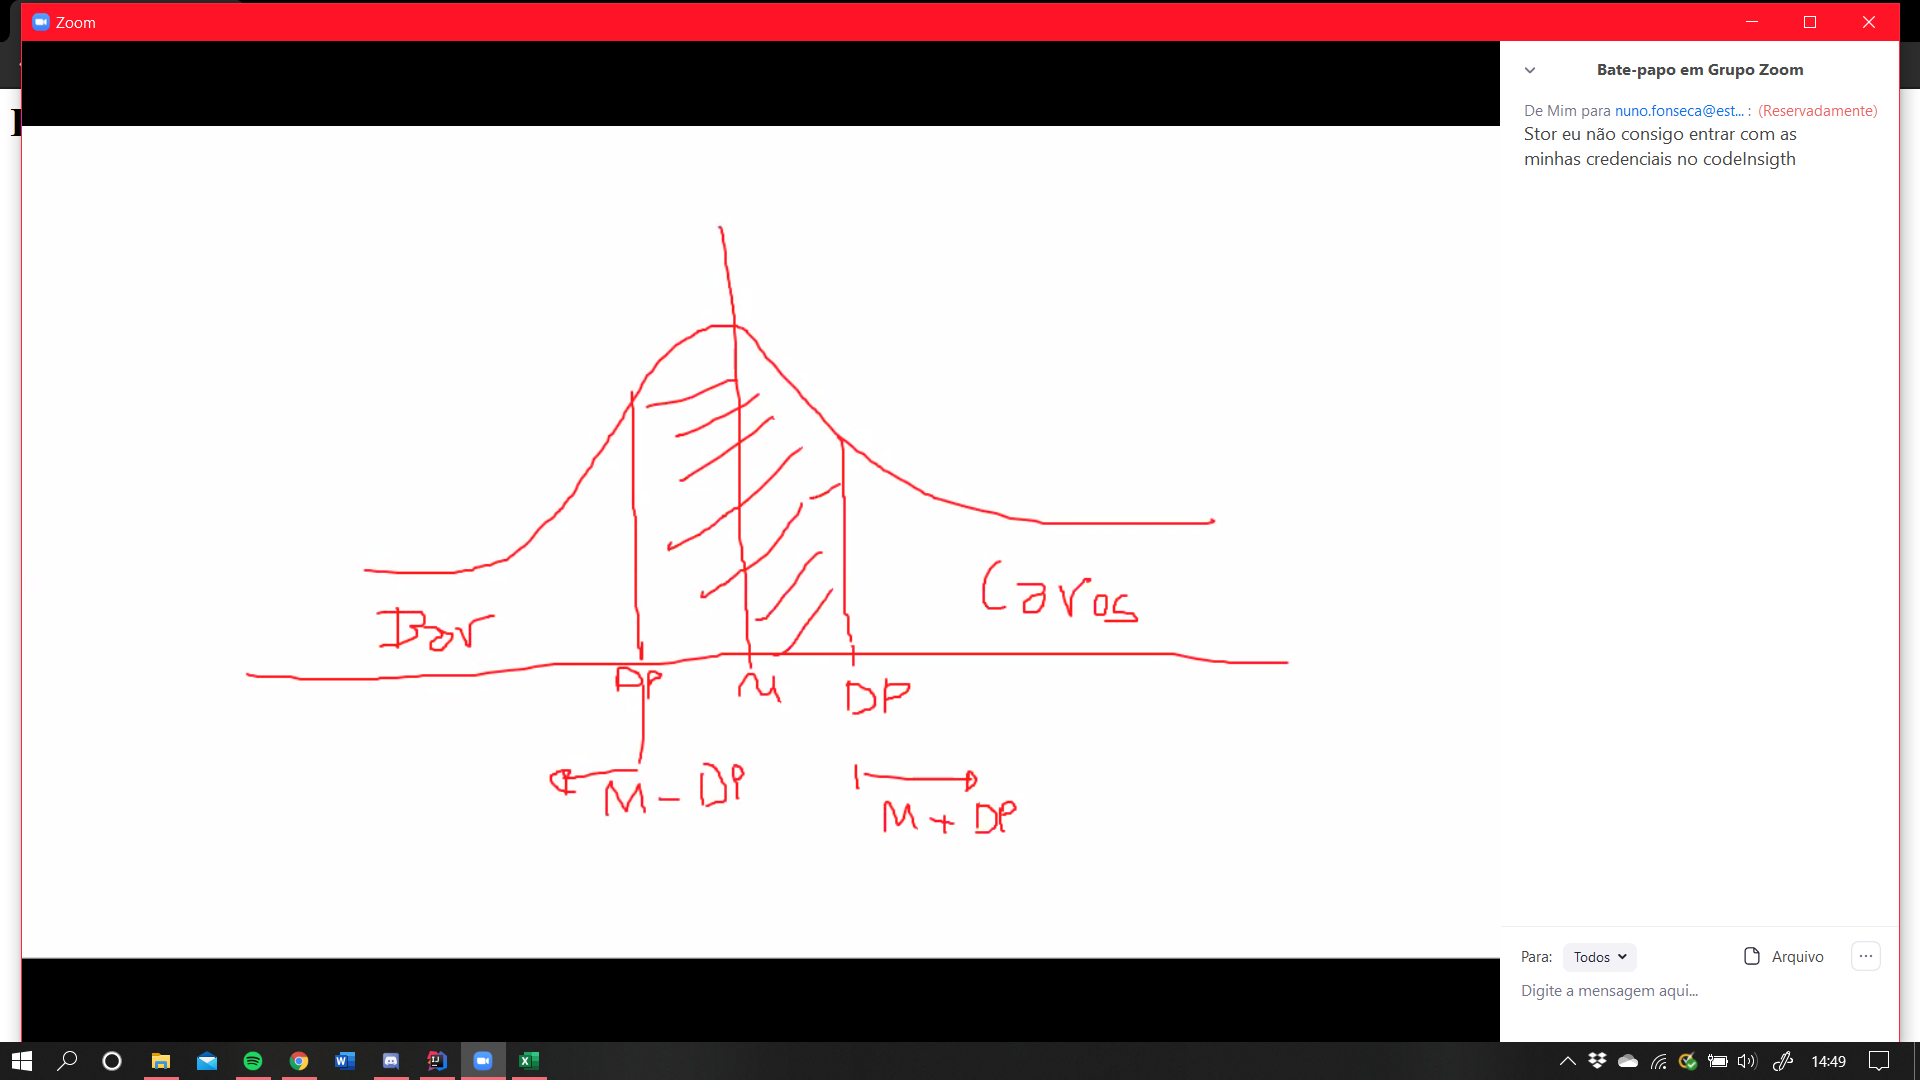 Zoom
Bate-papo em Grupo Zoom
De Mim para nuno.fonseca@est... : (Reservadamente)
Stor eu não consigo entrar com as
minhas credenciais no codeInsigth
Caros
DP
M
DP
M - DP
M + DP
Para: Todos
Arquivo
Digite a mensagem aqui...
14:49